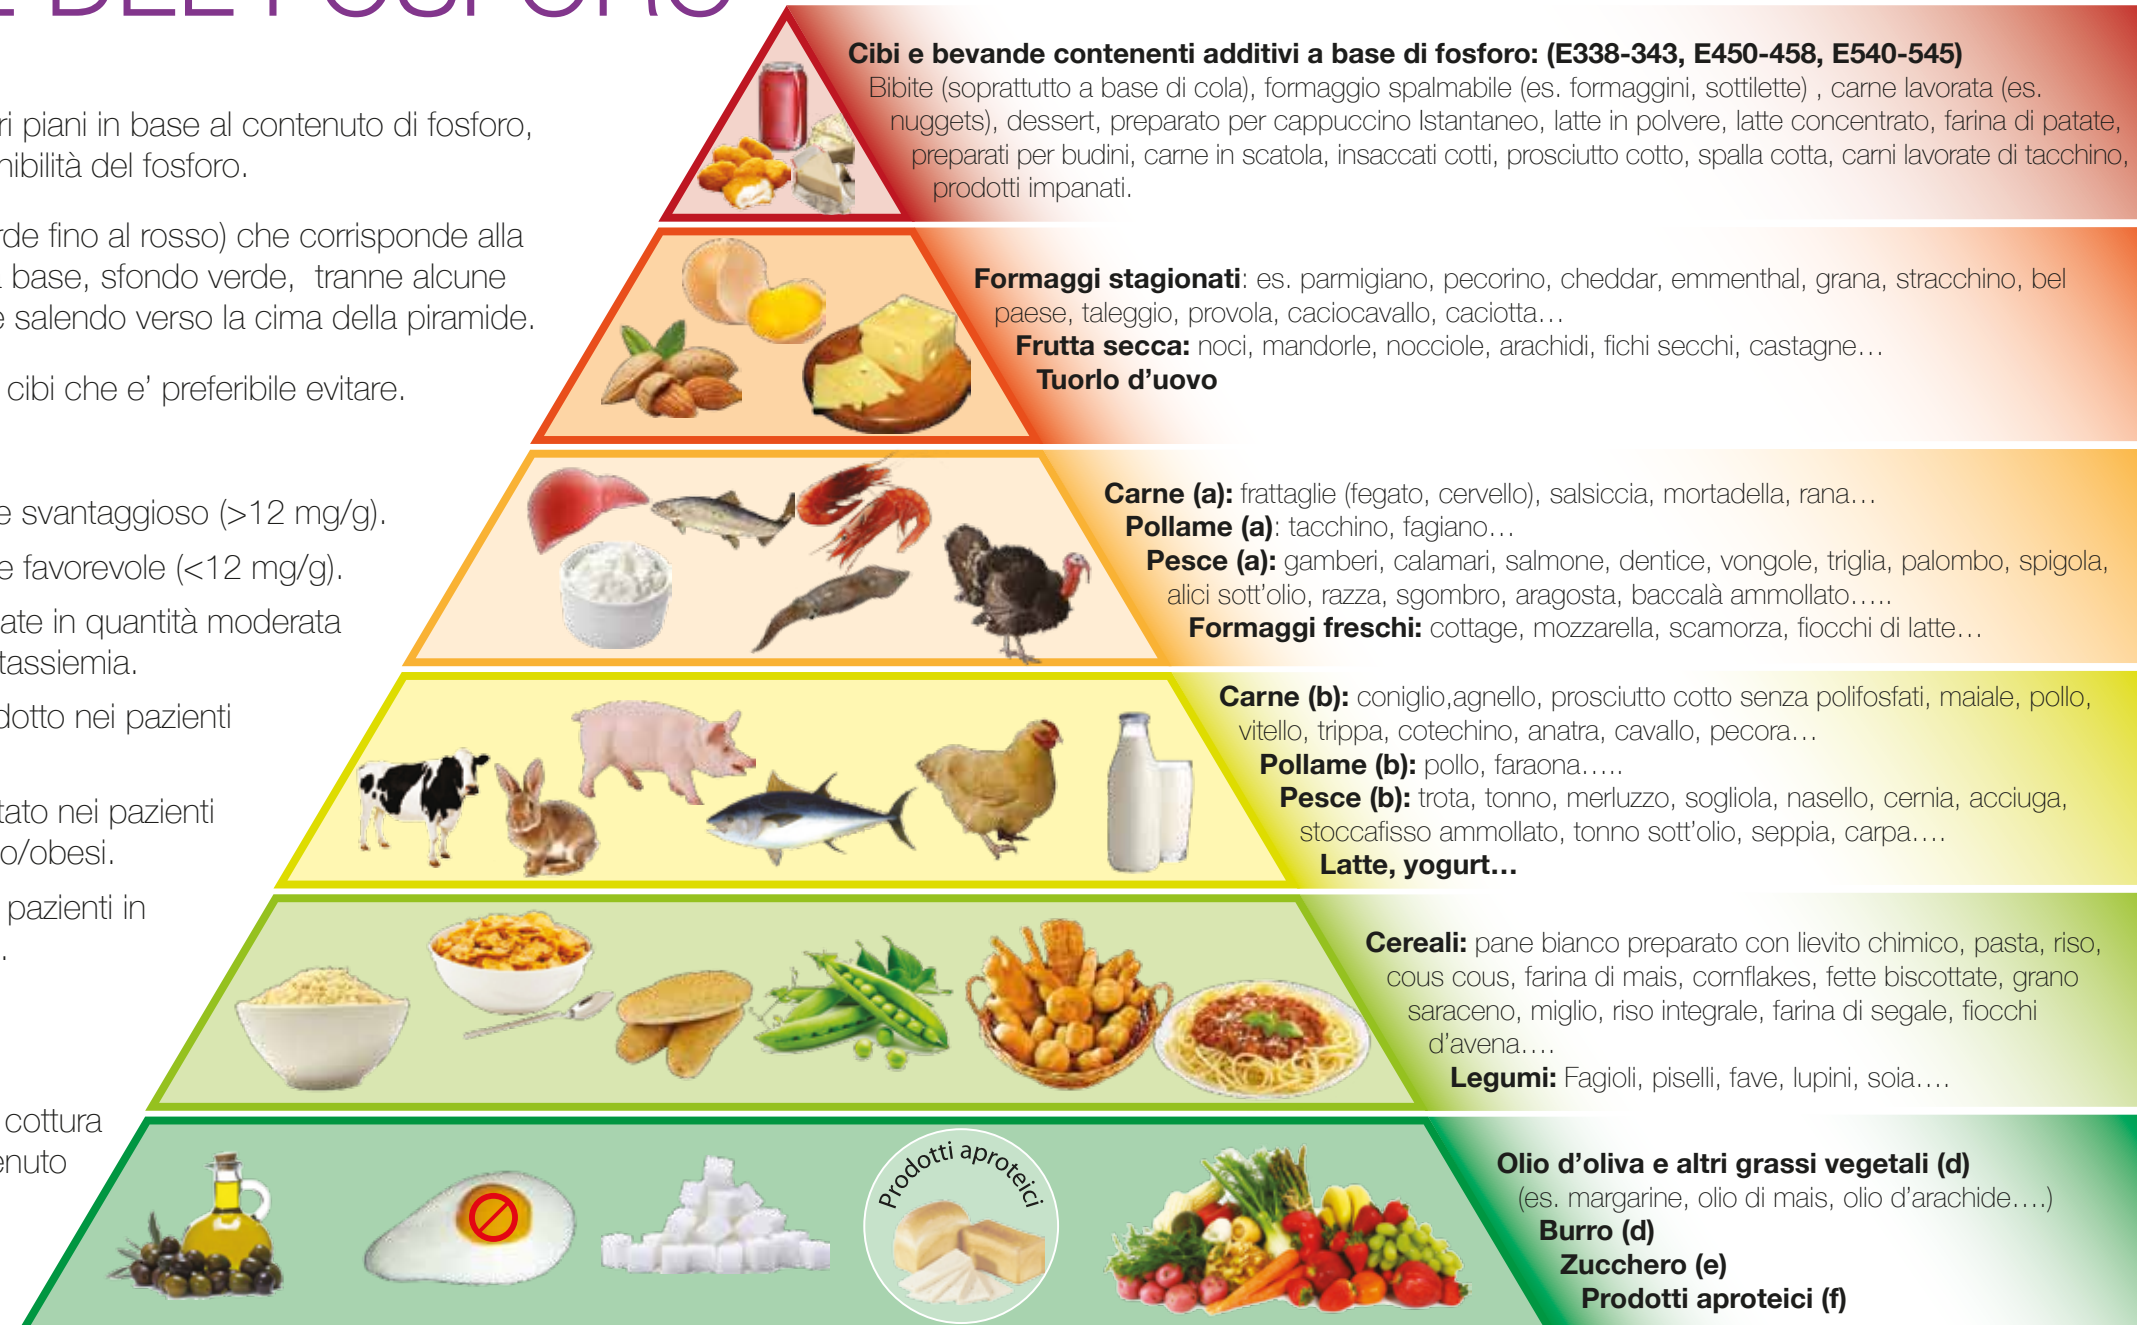 DEL FOSFORO
ri piani in base al contenuto di fosforo,
nibilità del fosforo.
rde fino al rosso) che corrisponde alla
base, sfondo verde, tranne alcune
e salendo verso la cima della piramide.
cibi che e' preferibile evitare.
e svantaggioso (>12 mg/g).
e favorevole (<12 mg/g).
ate in quantità moderata
tassiemia.
dotto nei pazienti
tato nei pazienti
o/obesi.
pazienti in
.
cottura
enuto
Cibi e bevande contenenti additivi a base di fosforo: (E338-343, E450-458, E540-545)
Bibite (soprattutto a base di cola), formaggio spalmabile (es. formaggini, sottilette) , carne lavorata (es.
nuggets), dessert, preparato per cappuccino Istantaneo, latte in polvere, latte concentrato, farina di patate,
preparati per budini, carne in scatola, insaccati cotti, prosciutto cotto, spalla cotta, carni lavorate di tacchino,
prodotti impanati.
Formaggi stagionati: es. parmigiano, pecorino, cheddar, emmenthal, grana, stracchino, bel
paese, taleggio, provola, caciocavallo, caciotta…
Frutta secca: noci, mandorle, nocciole, arachidi, fichi secchi, castagne…
Tuorlo d'uovo
Carne (a): frattaglie (fegato, cervello), salsiccia, mortadella, rana…
Pollame (a): tacchino, fagiano…
Pesce (a): gamberi, calamari, salmone, dentice, vongole, triglia, palombo, spigola,
alici sott'olio, razza, sgombro, aragosta, baccalà ammollato…..
Formaggi freschi: cottage, mozzarella, scamorza, fiocchi di latte…
Carne (b): coniglio,agnello, prosciutto cotto senza polifosfati, maiale, pollo,
vitello, trippa, cotechino, anatra, cavallo, pecora…
Pollame (b): pollo, faraona…..
Pesce (b): trota, tonno, merluzzo, sogliola, nasello, cernia, acciuga,
stoccafisso ammollato, tonno sott'olio, seppia, carpa….
Latte, yogurt…
Cereali: pane bianco preparato con lievito chimico, pasta, riso,
cous cous, farina di mais, cornflakes, fette biscottate, grano
saraceno, miglio, riso integrale, farina di segale, fiocchi
d'avena….
Legumi: Fagioli, piselli, fave, lupini, soia….
Prodotti aproteici
Olio d'oliva e altri grassi vegetali (d)
(es. margarine, olio di mais, olio d'arachide….)
Burro (d)
Zucchero (e)
Prodotti aproteici (f)